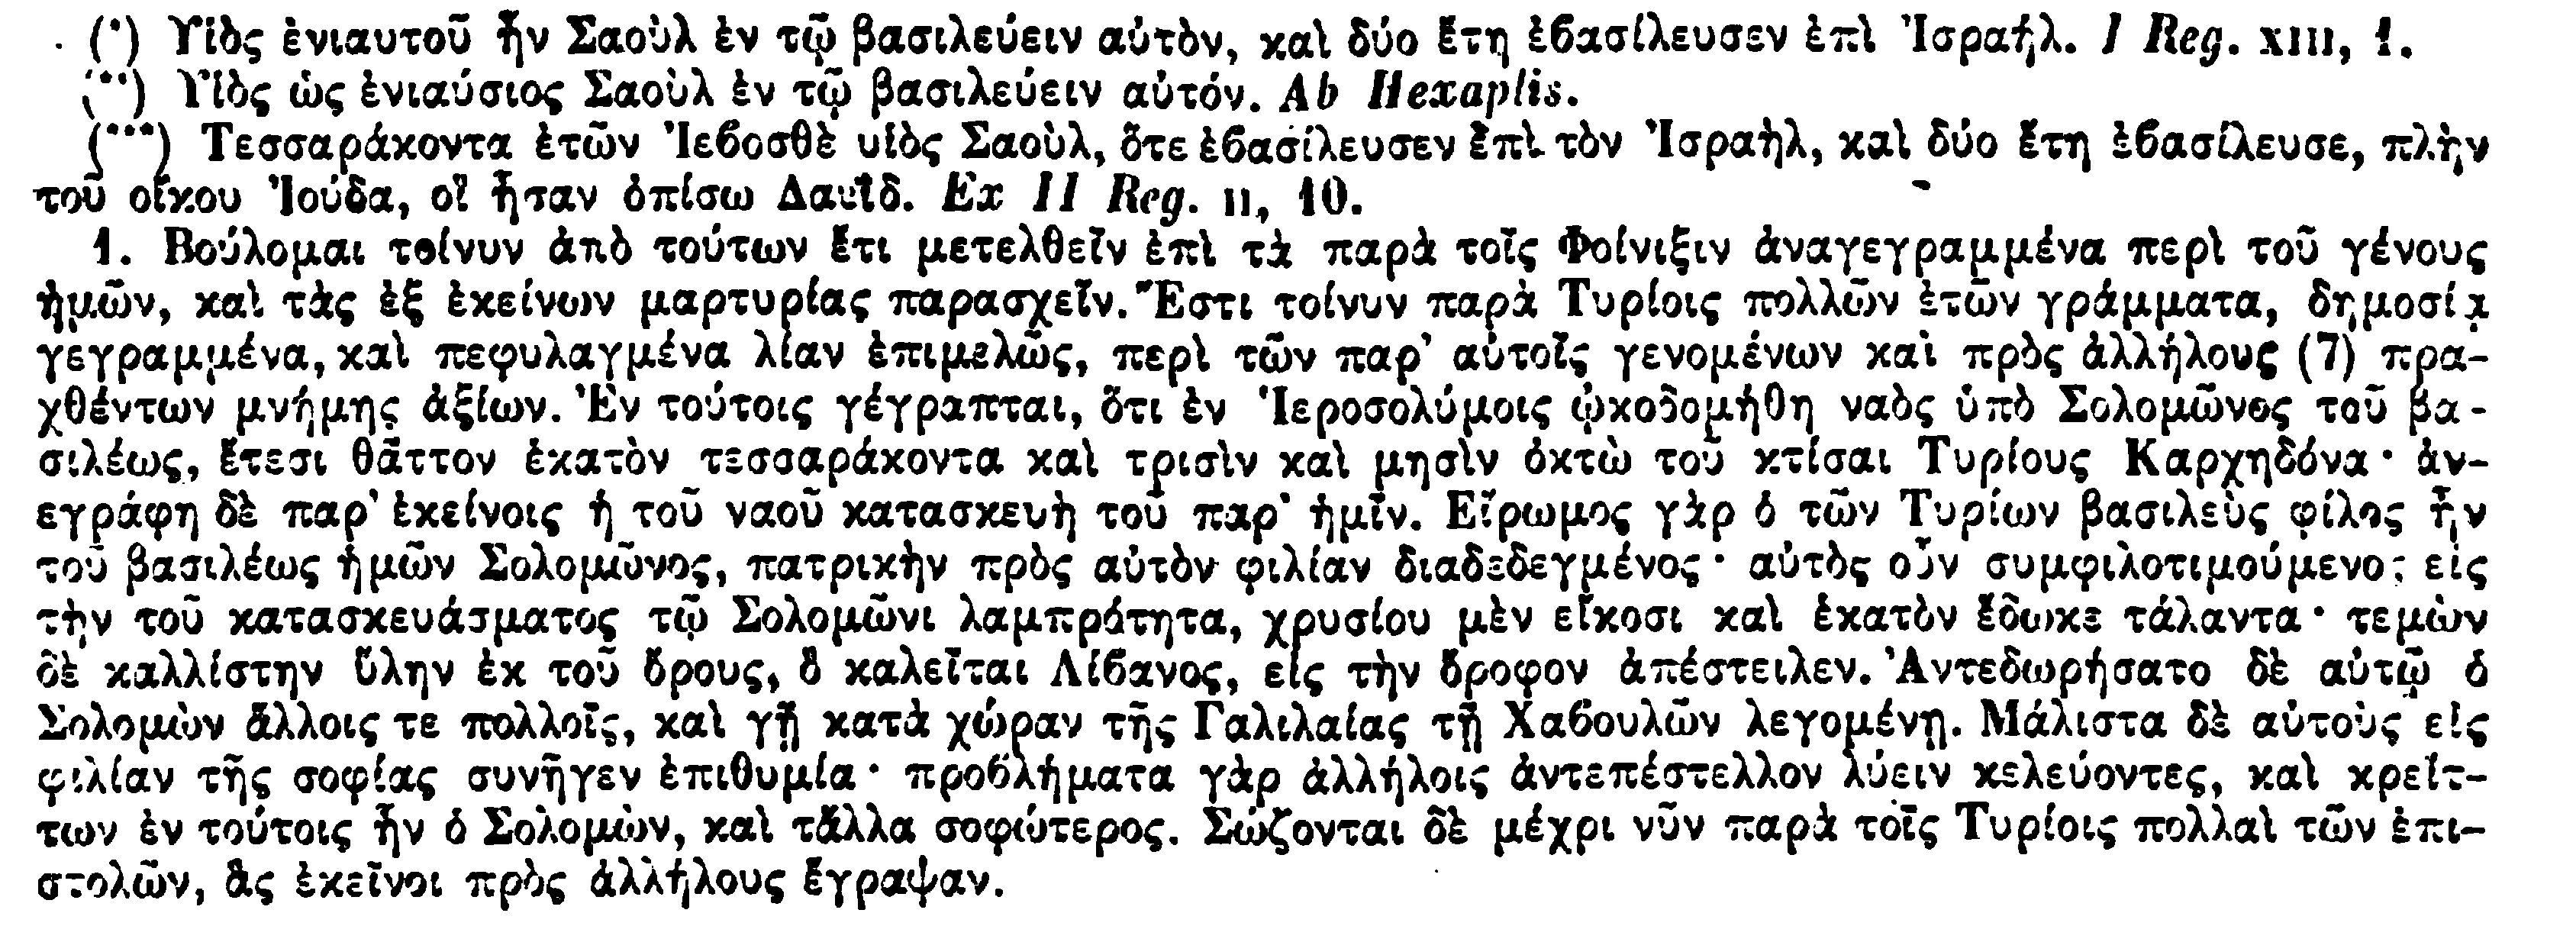 (*) Υἱὸς ἐνιαυτοῦ ἦν Σαοὺλ ἐν τῷ βασιλεύειν αὐτὸν, καὶ δύο ἔτη ἐϐασίλευσεν ἐπὶ Ἰσραήλ. I Reg. XIII, 1.
(**) Υἱὸς ὡς ἐνιαύσιος Σαοὺλ ἐν τῷ βασιλεύειν αὐτόν. Ab Hexaplis.
(***) Τεσσαράκοντα ἐτῶν Ἰεϐοσθὲ υἱὸς Σαοὺλ, ὅτε ἐϐασίλευσεν ἐπὶ τὸν Ἰσραὴλ, καὶ δύο ἔτη ἐϐασίλευσε, πλὴν
τοῦ οἴκου Ἰούδα, οἳ ἦσαν ὀπίσω Δαυῒδ. Ex II Reg. II, 10.
1. Βούλομαι τοίνυν ἀπὸ τούτων ἔτι μετελθεῖν ἐπὶ τὰ παρὰ τοῖς Φοίνιξιν ἀναγεγραμμένα περὶ τοῦ γένους
ἡμῶν, καὶ τὰς ἐξ ἐκείνων μαρτυρίας παρασχεῖν. Ἔστι τοίνυν παρὰ Τυρίοις πολλῶν ἐτῶν γράμματα, δημοσίᾳ
γεγραμμένα, καὶ πεφυλαγμένα λίαν ἐπιμελῶς, περὶ τῶν παρ' αὐτοῖς γενομένων καὶ πρὸς ἀλλήλους (7) πρα-
χθέντων μνήμης ἀξίων. Ἐν τούτοις γέγραπται, ὅτι ἐν Ἱεροσολύμοις ᾠκοδομήθη ναὸς ὑπὸ Σολομῶνος τοῦ βα-
σιλέως, ἔτεσι θᾶττον ἑκατὸν τεσσαράκοντα καὶ τρισὶν καὶ μησὶν ὀκτὼ τοῦ κτίσαι Τυρίους Καρχηδόνα· ἀν-
εγράφη δὲ παρ' ἐκείνοις ἡ τοῦ ναοῦ κατασκευὴ τοῦ παρ' ἡμῖν. Εἵρωμος γὰρ ὁ τῶν Τυρίων βασιλεὺς φίλος ἦν
τοῦ βασιλέως ἡμῶν Σολομῶνος, πατρικὴν πρὸς αὐτὸν φιλίαν διαδεδεγμένος· αὐτὸς οὖν συμφιλοτιμούμενος εἰς
τὴν τοῦ κατασκευάσματος τῷ Σολομῶνι λαμπρότητα, χρυσίου μὲν εἴκοσι καὶ ἑκατὸν ἔδωκε τάλαντα· τεμὼν
δὲ καλλίστην ὕλην ἐκ τοῦ ὄρους, ὃ καλεῖται Λίϐανος, εἰς τὴν ὄροφον ἀπέστειλεν. Ἀντεδωρήσατο δὲ αὐτῷ ὁ
Σολομὼν ἄλλοις τε πολλοῖς, καὶ γῇ κατὰ χώραν τῆς Γαλιλαίας τῇ Χαϐουλῶν λεγομένῃ. Μάλιστα δὲ αὐτοὺς εἰς
φιλίαν τῆς σοφίας συνῆγεν ἐπιθυμία· προϐλήματα γὰρ ἀλλήλοις ἀντεπέστελλον λύειν κελεύοντες, καὶ κρείτ-
των ἐν τούτοις ἦν ὁ Σολομὼν, καὶ τἄλλα σοφώτερος. Σώζονται δὲ μέχρι νῦν παρὰ τοῖς Τυρίοις πολλαὶ τῶν ἐπι-
στολῶν, ἃς ἐκεῖνοι πρὸς ἀλλήλους ἔγραψαν.